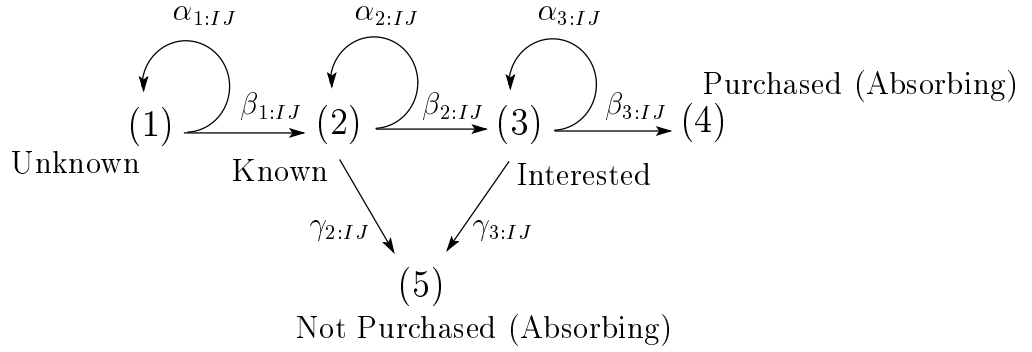 α1:IJ α2:IJ α3:IJ
Purchased (Absorbing)
β1:IJ β2:IJ β3:IJ
(1) (2) (3) (4)
Unknown Known Interested
γ2:IJ γ3:IJ
(5)
Not Purchased (Absorbing)